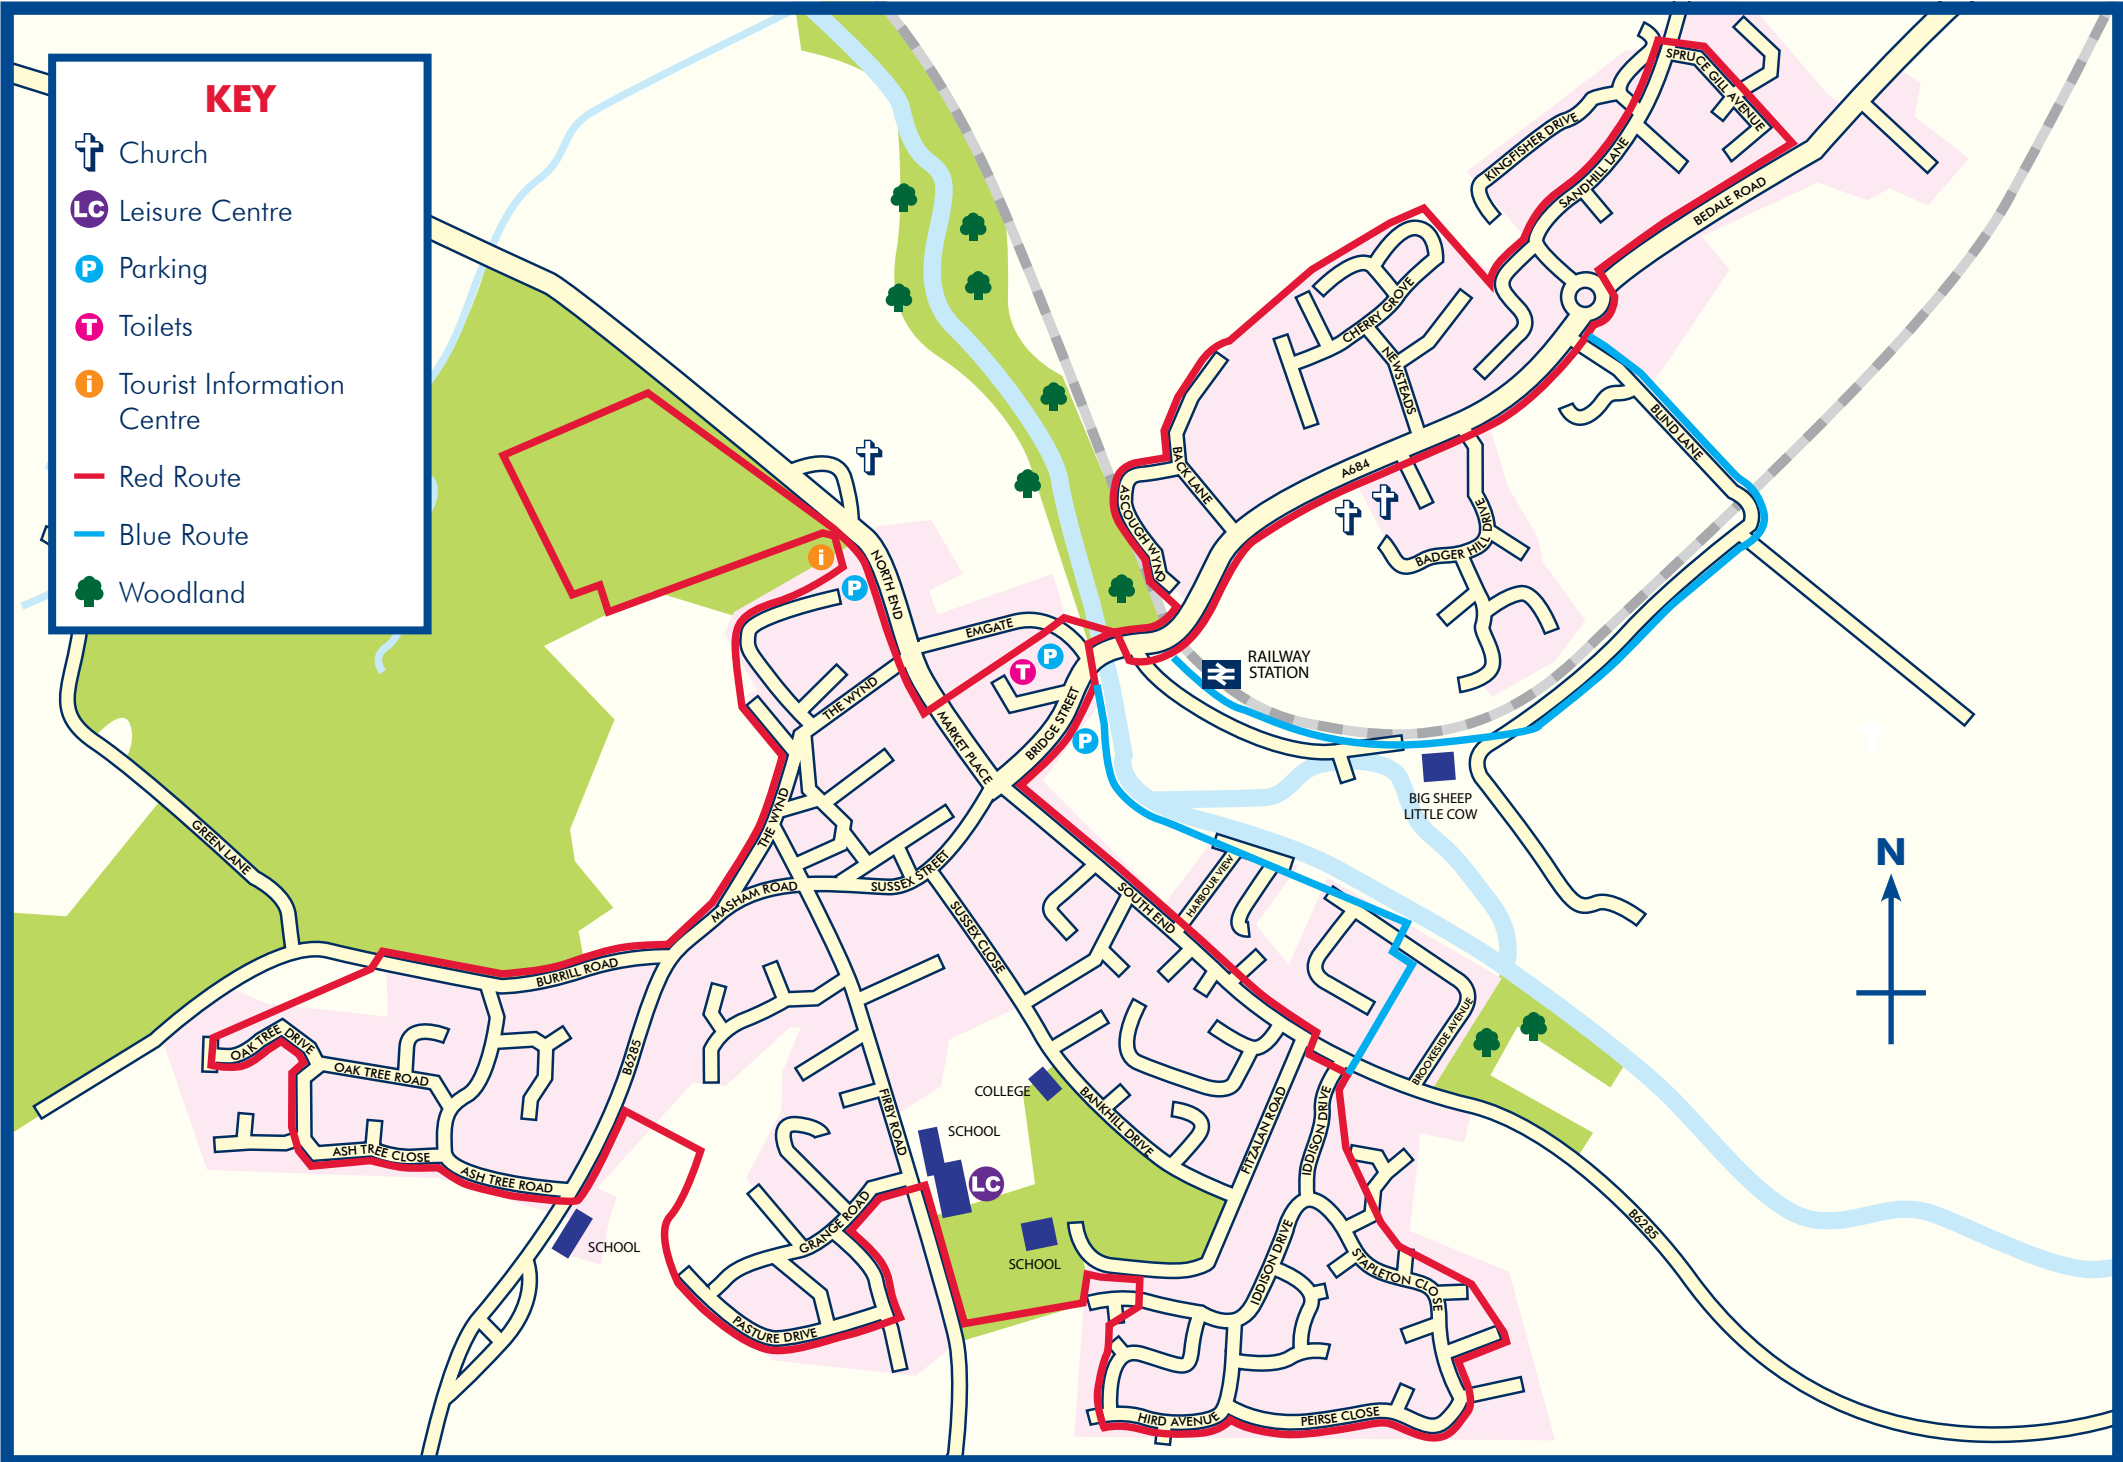 KEY
Church
LC Leisure Centre
P Parking
T Toilets
i Tourist Information
Centre
Red Route
Blue Route
Woodland
SPRUCE GILL AVENUE
KINGFISHER DRIVE
SANDHILL LANE
BEDALE ROAD
CHERRY GROVE
NEWSTEADS
BLIND LANE
BACK LANE
A684
ASCOUGH WYND
BADGER HILL DRIVE
i
P
NORTH END
EMGATE
P
T
RAILWAY
STATION
THE WYND
MARKET PLACE
BRIDGE STREET
P
BIG SHEEP
LITTLE COW
THE WYND
GREEN LANE
N
MASHAM ROAD
SUSSEX STREET
SOUTH END
HARBOUR VIEW
SUSSEX CLOSE
BURRILL ROAD
OAK TREE DRIVE
OAK TREE ROAD
B6285
BROOKESIDE AVENUE
COLLEGE
BANKHILL DRIVE
FIRBY ROAD
SCHOOL
FITZALAN ROAD
IDDISON DRIVE
ASH TREE CLOSE
ASH TREE ROAD
LC
GRANGE ROAD
SCHOOL
SCHOOL
B6285
IDDISON DRIVE
STAPLETON CLOSE
PASTURE DRIVE
HIRD AVENUE
PEIRSE CLOSE